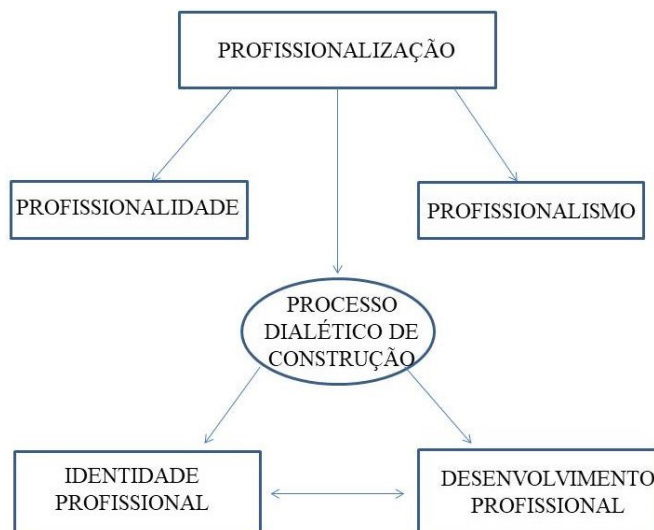 PROFISSIONALIZAÇÃO
PROFISSIONALIDADE
PROFISSIONALISMO
PROCESSO
DIALÉTICO DE
CONSTRUÇÃO
IDENTIDADE
PROFISSIONAL
DESENVOLVIMENTO
PROFISSIONAL